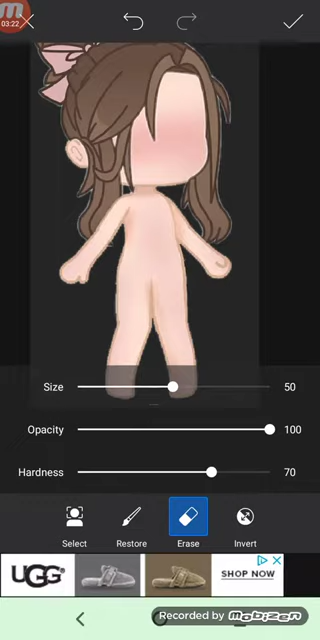 03:22
Size 50
Opacity 100
Hardness 70
Select Restore Erase Invert
UGG SHOP NOW
Recorded by MOBIZEN